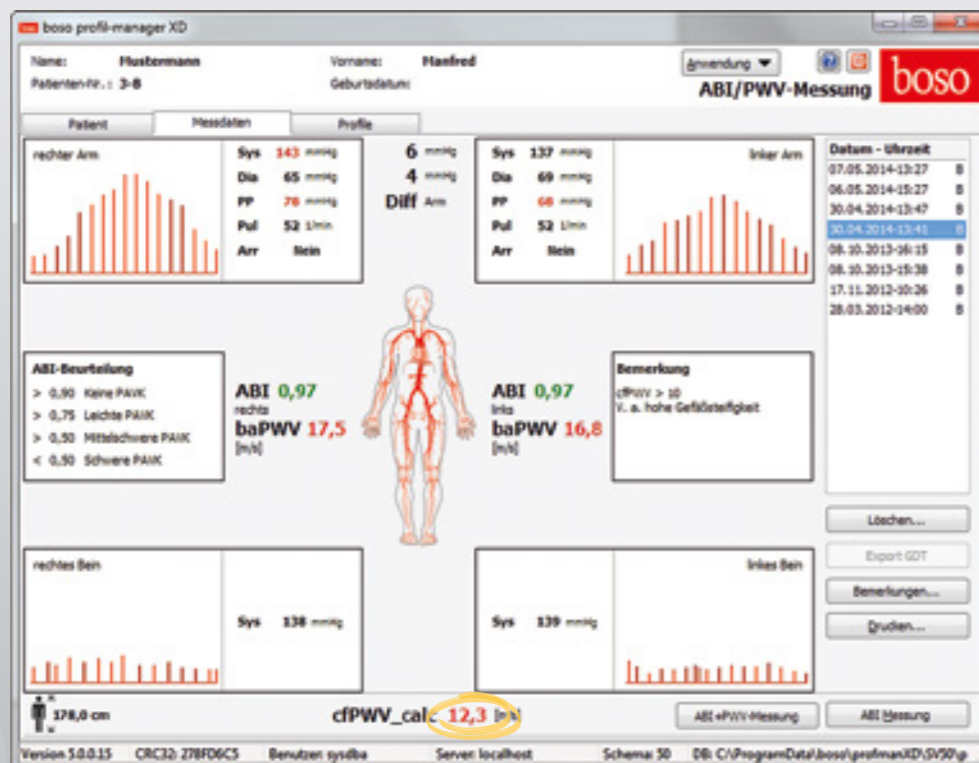 boso profil-manager XD
Name: Mustermann Vorname: Manfred Anwendung
Patienten-Nr.: 3-8 Geburtsdatum: ABI/PWV-Messung boso
Patient Messdaten Profile
rechter Arm
Sys 143 mmHg
Dia 65 mmHg
PP 78 mmHg
Pul 52 1/min
Arr Nein
6 mmHg
4 mmHg
Diff Arm
Sys 137 mmHg
Dia 69 mmHg
PP 68 mmHg
Pul 52 1/min
Arr Nein
linker Arm
Datum - Uhrzeit
07.05.2014-13:27 B
06.05.2014-15:27 B
30.04.2014-13:47 B
30.04.2014-13:41 B
08.10.2013-16:15 B
08.10.2013-15:38 B
17.11.2012-10:26 B
28.03.2012-14:00 B
ABI-Beurteilung
> 0,90 Keine PAVK
> 0,75 Leichte PAVK
> 0,50 Mittelschwere PAVK
< 0,50 Schwere PAVK
ABI 0,97
rechts
baPWV 17,5
[m/s]
ABI 0,97
links
baPWV 16,8
[m/s]
Bemerkung
cfPWV > 10
V. a. hohe Gefäßsteifigkeit
Löschen...
Export GDT
Bemerkungen...
Drucken...
rechtes Bein
Sys 138 mmHg
Sys 139 mmHg
linkes Bein
178,0 cm cfPWV_calc 12,3 [m/s] ABI+PWV-Messung ABI Messung
Version 5.0.0.15 CRC32: 278FD6C5 Benutzer: sysdba Server: localhost Schema: 50 DB: C:\ProgramData\boso\profmanXD\SV50\p